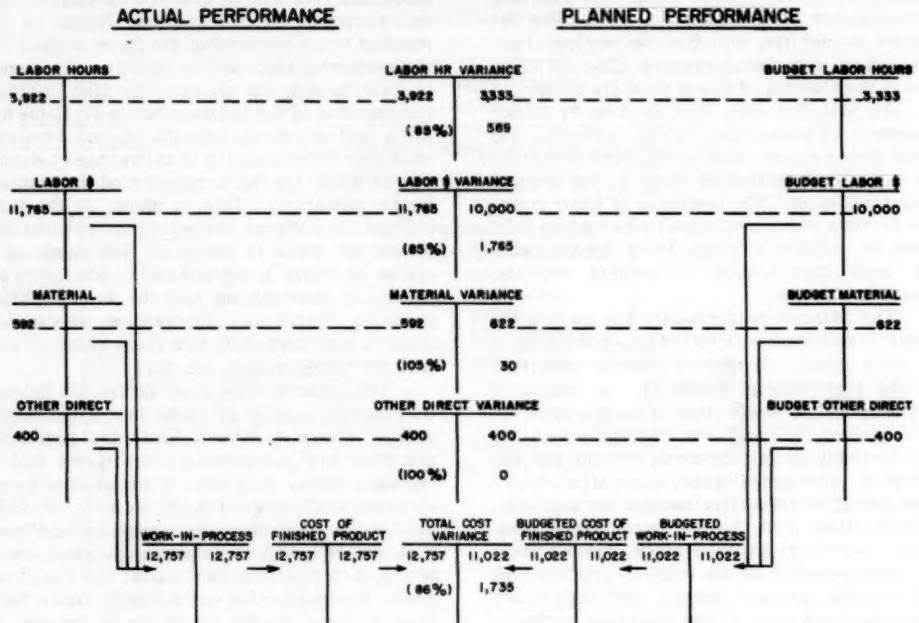 ACTUAL PERFORMANCE PLANNED PERFORMANCE
LABOR HOURS LABOR HR VARIANCE BUDGET LABOR HOURS
3,922 3,922 3,333 3,333
(85%) 589
LABOR $ LABOR $ VARIANCE BUDGET LABOR $
11,765 11,765 10,000 10,000
(85%) 1,765
MATERIAL MATERIAL VARIANCE BUDGET MATERIAL
592 592 622 622
(105%) 30
OTHER DIRECT OTHER DIRECT BUDGET OTHER DIRECT
400 400 400 400
%) 0
WORK-IN-PROCESS COST OF FINISHED PRODUCT TOTAL COST VARIANCE BUDGETED COST OF FINISHED PRODUCT BUDGETED WORK-IN-PROCESS
12,757 12,757 12,757 12,757 12,757 11,022 11,022 11,022 11,022 11,022
(86%) 1,735